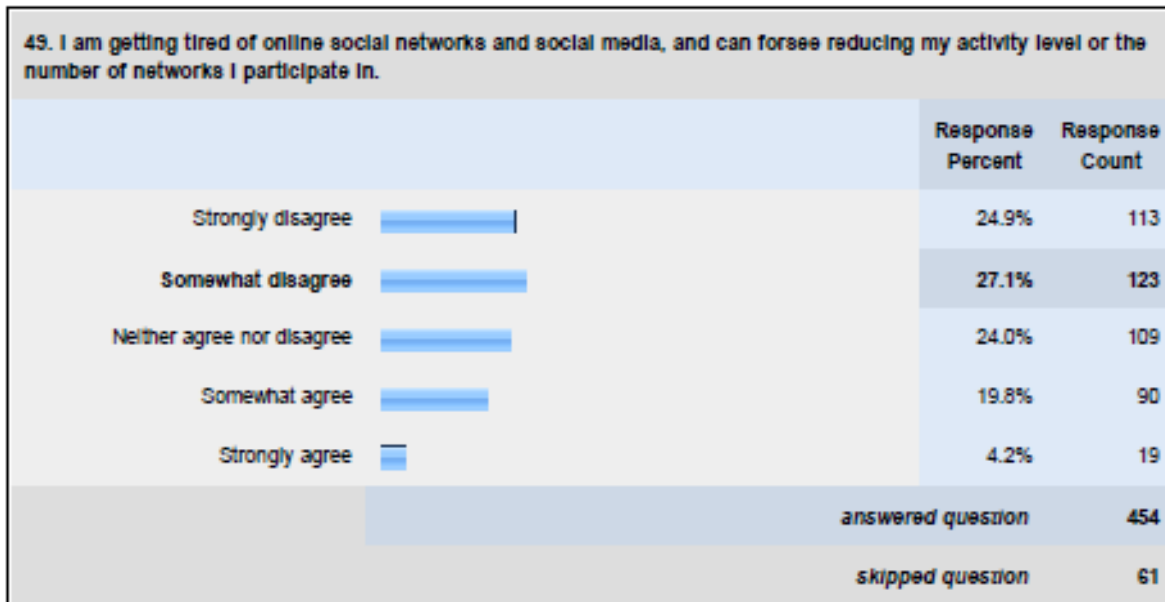 49. I am getting tired of online social networks and social media, and can forsee reducing my activity level or the
number of networks I participate in.
Response Percent Response Count
Strongly disagree 24.9% 113
Somewhat disagree 27.1% 123
Neither agree nor disagree 24.0% 109
Somewhat agree 19.8% 90
Strongly agree 4.2% 19
answered question 454
skipped question 61